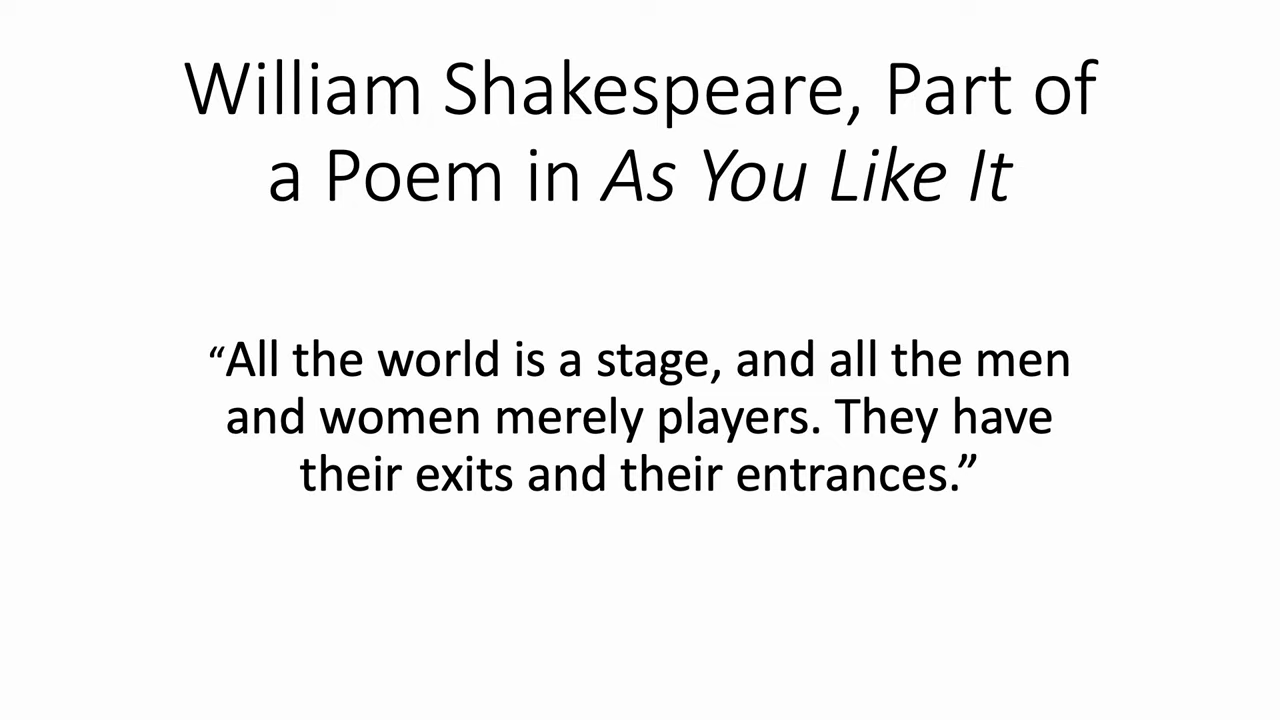 William Shakespeare, Part of
a Poem in As You Like It
“All the world is a stage, and all the men
and women merely players. They have
their exits and their entrances.”